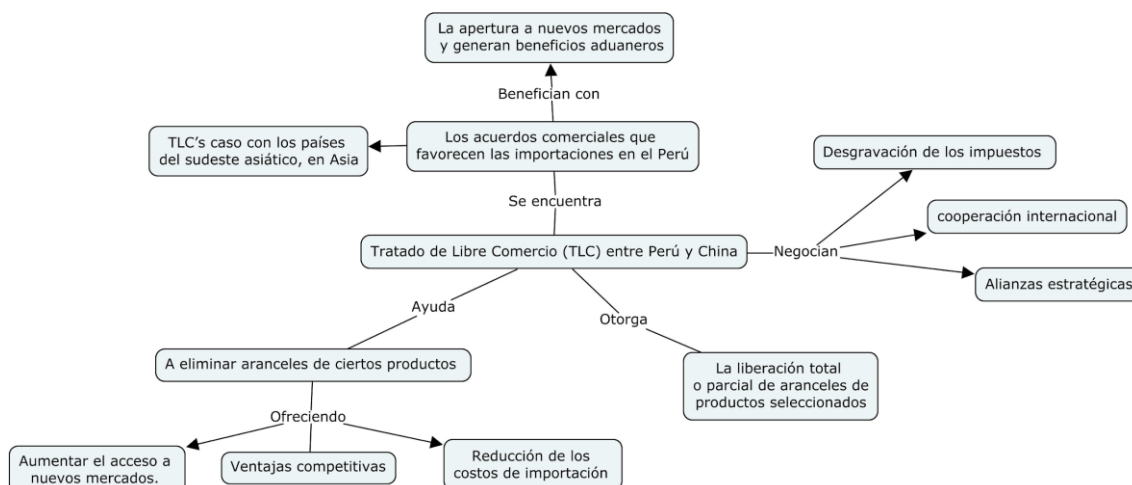 La apertura a nuevos mercados
y generan beneficios aduaneros
Benefician con
TLC's caso con los países
del sudeste asiático, en Asia
Los acuerdos comerciales que
favorecen las importaciones en el Perú
Desgravación de los impuestos
Se encuentra
cooperación internacional
Tratado de Libre Comercio (TLC) entre Perú y China
Negocian
Alianzas estratégicas
Ayuda
Otorga
A eliminar aranceles de ciertos productos
La liberación total
o parcial de aranceles de
productos seleccionados
Ofreciendo
Aumentar el acceso a
nuevos mercados.
Ventajas competitivas
Reducción de los
costos de importación